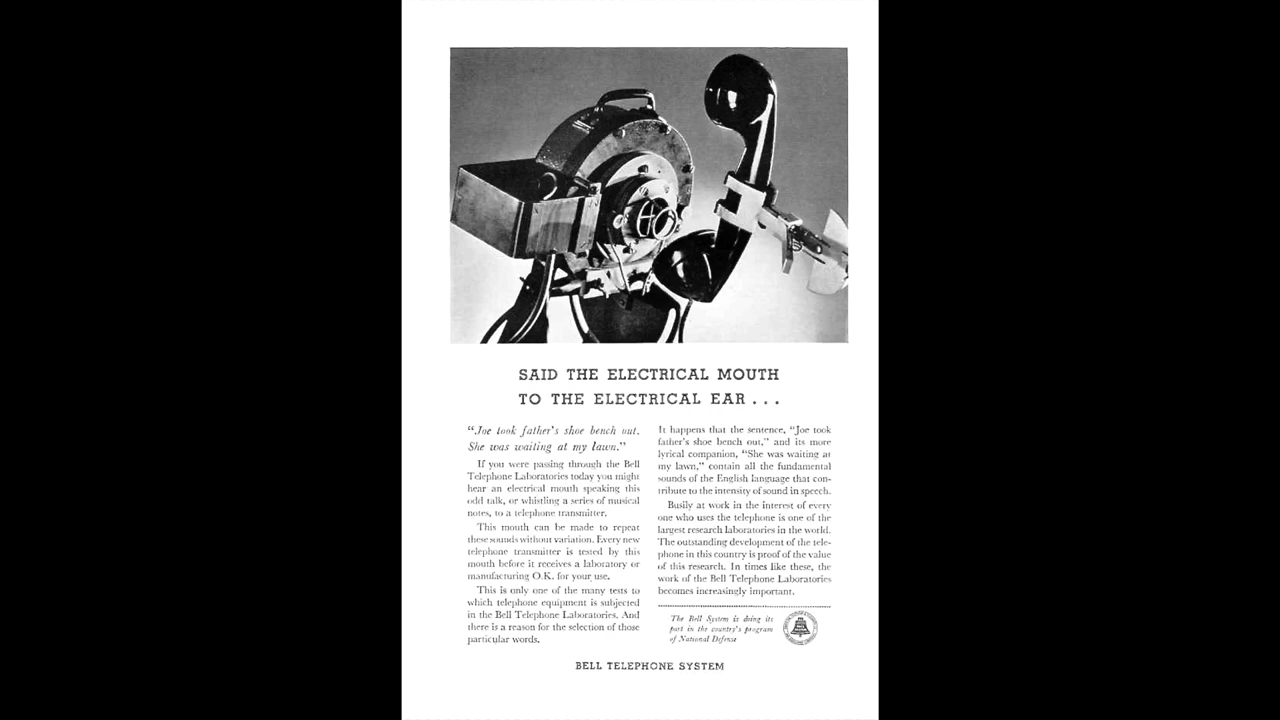 SAID THE ELECTRICAL MOUTH
TO THE ELECTRICAL EAR . . .
“Joe took father’s shoe bench out.
She was waiting at my lawn.”
If you were passing through the Bell
Telephone Laboratories today you might
hear an electrical mouth speaking this
odd talk, or whistling a series of musical
notes, to a telephone transmitter.
This mouth can be made to repeat
these sounds without variation. Every new
telephone transmitter is tested by this
mouth before it receives a laboratory or
manufacturing O.K. for your use.
This is only one of the many tests to
which telephone equipment is subjected
in the Bell Telephone Laboratories. And
there is a reason for the selection of those
particular words.
It happens that the sentence, “Joe took
father’s shoe bench out,” and its more
lyrical companion, “She was waiting at
my lawn,” contain all the fundamental
sounds of the English language that con-
tribute to the intensity of sound in speech.
Busily at work in the interest of every
one who uses the telephone is one of the
largest research laboratories in the world.
The outstanding development of the tele-
phone in this country is proof of the value
of this research. In times like these, the
work of the Bell Telephone Laboratories
becomes increasingly important.
The Bell System is doing its
part in the country’s program
of National Defense
BELL TELEPHONE SYSTEM